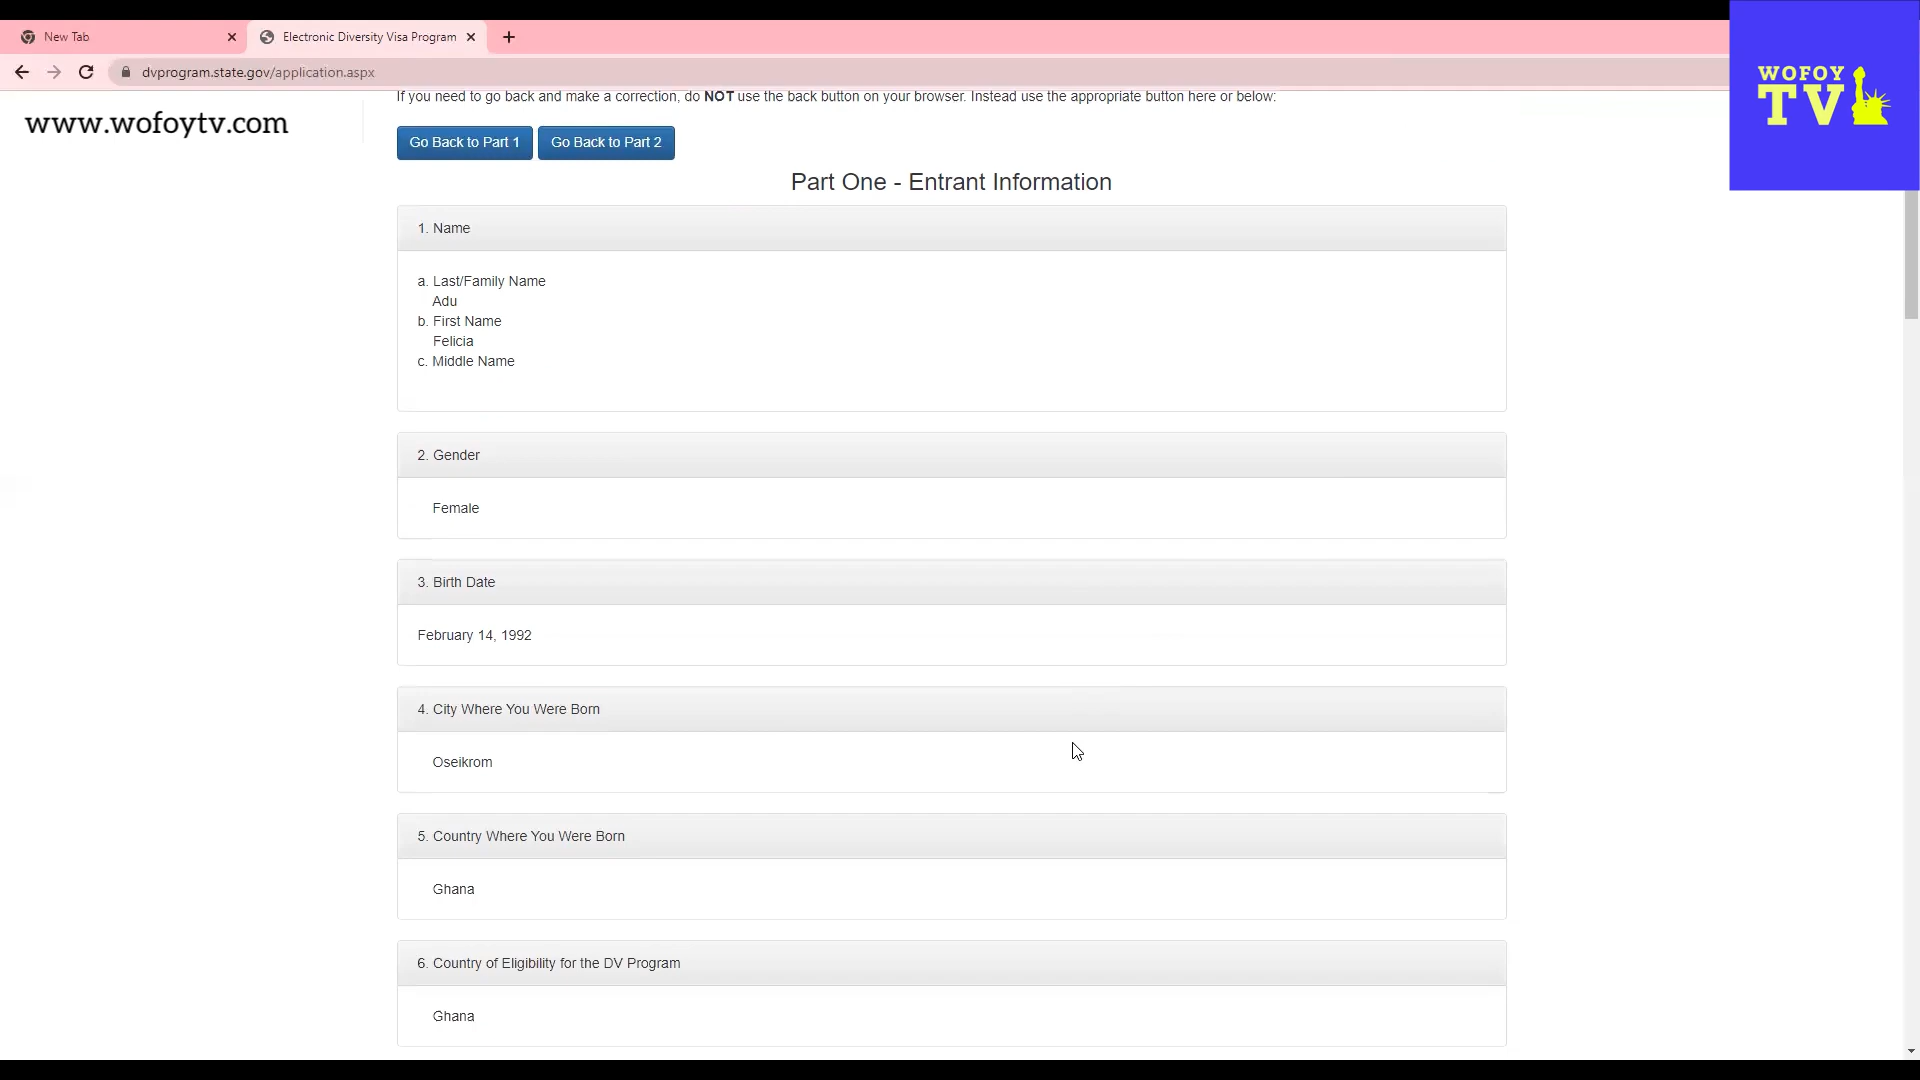 New Tab
Electronic Diversity Visa Program
dvprogram.state.gov/application.aspx
WOFOY
TV
www.wofoytv.com
If you need to go back and make a correction, do NOT use the back button on your browser. Instead use the appropriate button here or below:
Go Back to Part 1 Go Back to Part 2
Part One - Entrant Information
1. Name
a. Last/Family Name
Adu
b. First Name
Felicia
c. Middle Name
2. Gender
Female
3. Birth Date
February 14, 1992
4. City Where You Were Born
Oseikrom
5. Country Where You Were Born
Ghana
6. Country of Eligibility for the DV Program
Ghana